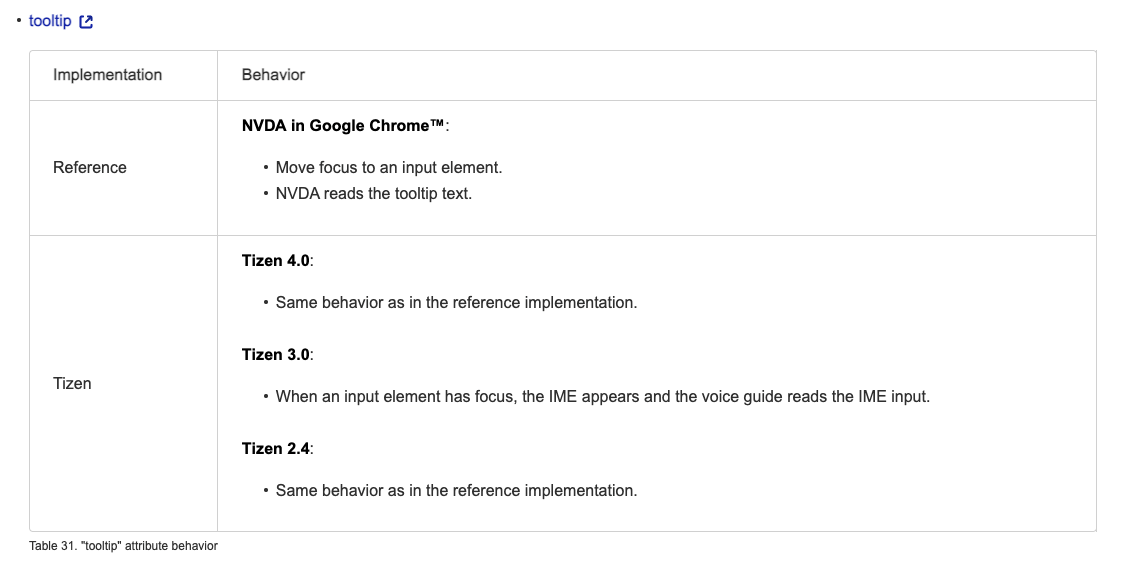 • tooltip
Implementation
Behavior
Reference
NVDA in Google Chrome™:
• Move focus to an input element.
• NVDA reads the tooltip text.
Tizen
Tizen 4.0:
• Same behavior as in the reference implementation.
Tizen 3.0:
• When an input element has focus, the IME appears and the voice guide reads the IME input.
Tizen 2.4:
• Same behavior as in the reference implementation.
Table 31. "tooltip" attribute behavior